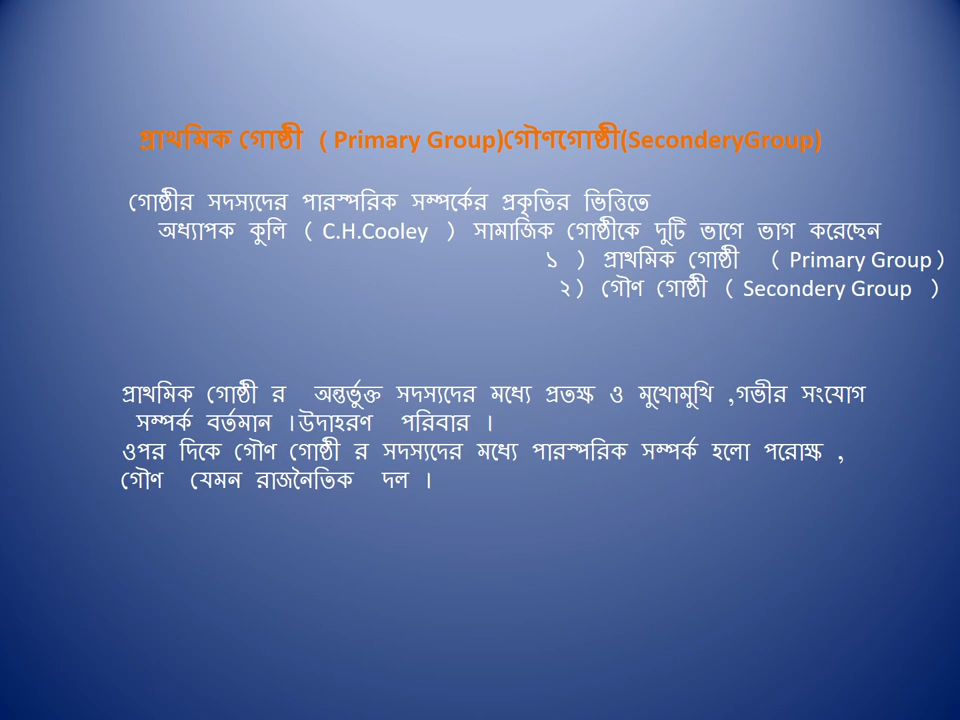 প্রাথমিক গোষ্ঠী ( Primary Group)গৌণগোষ্ঠী(SeconderyGroup)
গোষ্ঠীর সদস্যদের পারস্পরিক সম্পর্কের প্রকৃতির ভিত্তিতে
অধ্যাপক কুলি ( C.H.Cooley ) সামাজিক গোষ্ঠীকে দুটি ভাগে ভাগ করেছেন
১ ) প্রাথমিক গোষ্ঠী ( Primary Group )
২ ) গৌণ গোষ্ঠী ( Secondery Group )
প্রাথমিক গোষ্ঠী র অন্তর্ভুক্ত সদস্যদের মধ্যে প্রতক্ষ ও মুখোমুখি ,গভীর সংযোগ
সম্পর্ক বর্তমান ।উদাহরণ পরিবার ।
ওপর দিকে গৌণ গোষ্ঠী র সদস্যদের মধ্যে পারস্পরিক সম্পর্ক হলো পরোক্ষ ,
গৌণ যেমন রাজনৈতিক দল ।